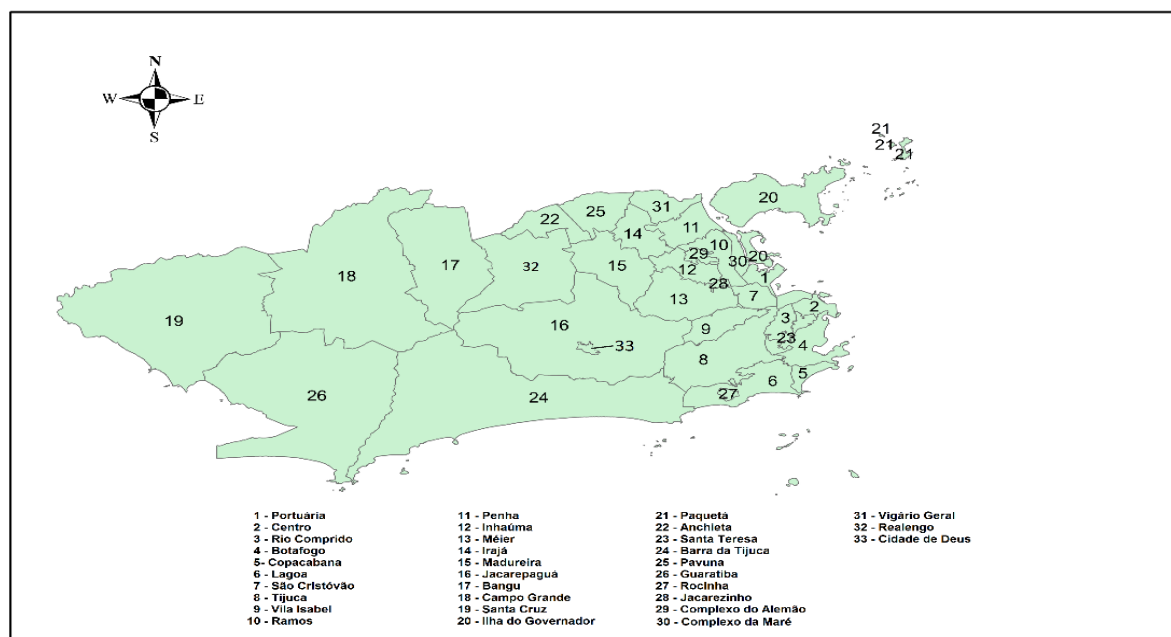 N
W E
S
21
21
21
20
31
25
22
14
11
10
29
30
20
1
12
28
7
15
32
17
18
13
2
3
16
9
23
4
19
33
8
5
6
27
26
24
1 - Portuária
2 - Centro
3 - Rio Comprido
4 - Botafogo
5- Copacabana
6 - Lagoa
7 - São Cristóvão
8 - Tijuca
9 - Vila Isabel
10 - Ramos
11 - Penha
12 - Inhaúma
13 - Méier
14 - Irajá
15 - Madureira
16 - Jacarepaguá
17 - Bangu
18 - Campo Grande
19 - Santa Cruz
20 - Ilha do Governador
21 - Paquetá
22 - Anchieta
23 - Santa Teresa
24 - Barra da Tijuca
25 - Pavuna
26 - Guaratiba
27 - Rocinha
28 - Jacarezinho
29 - Complexo do Alemão
30 - Complexo da Maré
31 - Vigário Geral
32 - Realengo
33 - Cidade de Deus